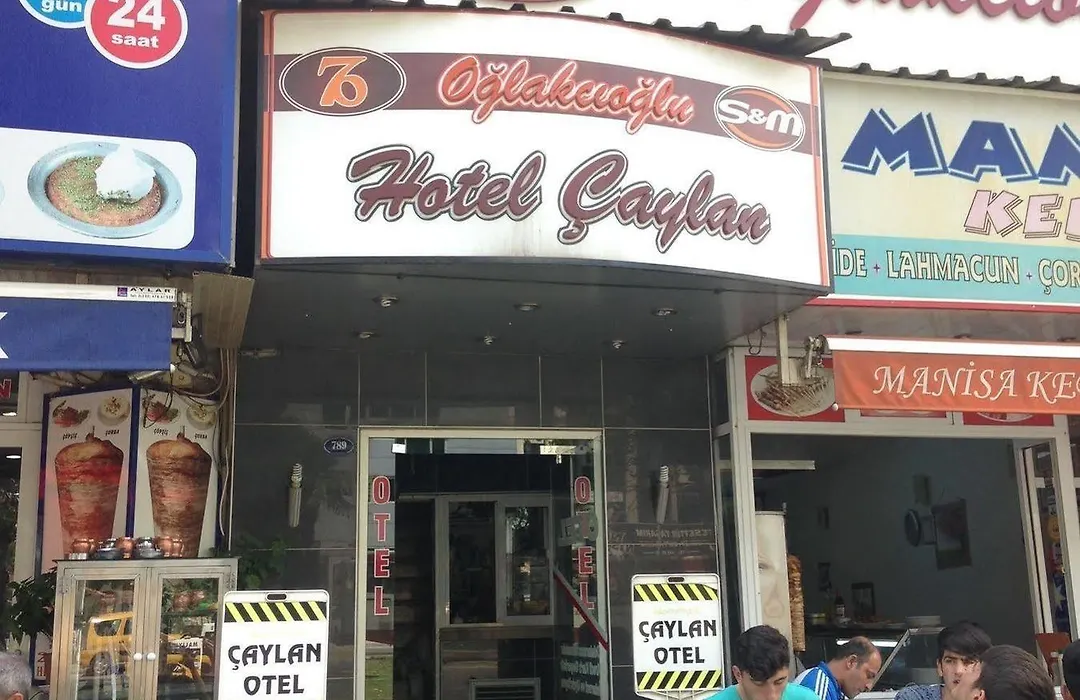 gün
24
saat
76
Oğlakcıoğlu
S&M
Hotel Çaylan
MAN
KE
İDE + LAHMACUN + ÇOR
MANİSA KE
AYLAR
789
OTEL
OTEL
ÇAYLAN
OTEL
ÇAYLAN
OTEL